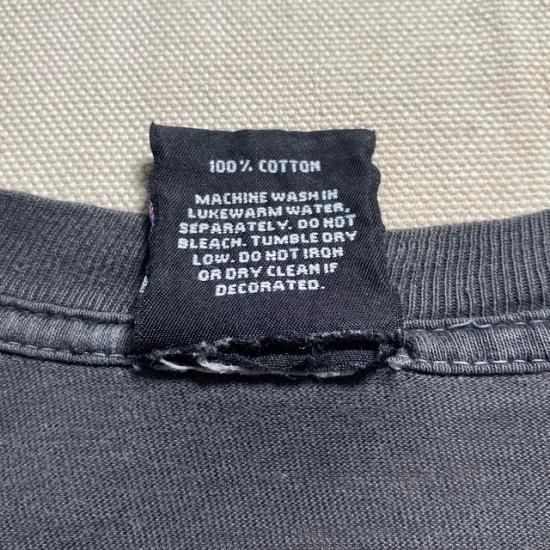 100% COTTON
MACHINE WASH IN
LUKEWARM WATER,
SEPARATELY. DO NOT
BLEACH. TUMBLE DRY
LOW. DO NOT IRON
OR DRY CLEAN IF
DECORATED.